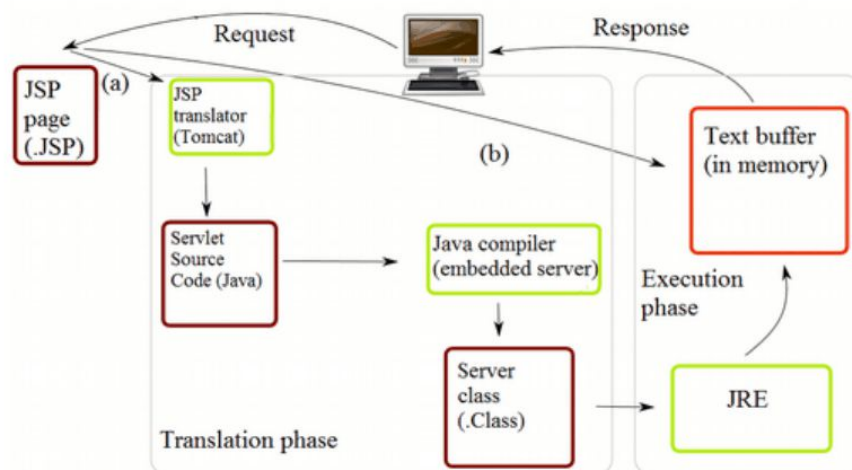 Request
Response
(a)
JSP
page
(.JSP)
JSP
translator
(Tomcat)
(b)
Text buffer
(in memory)
Servlet
Source
Code (Java)
Java compiler
(embedded server)
Execution
phase
Server
class
(.Class)
JRE
Translation phase